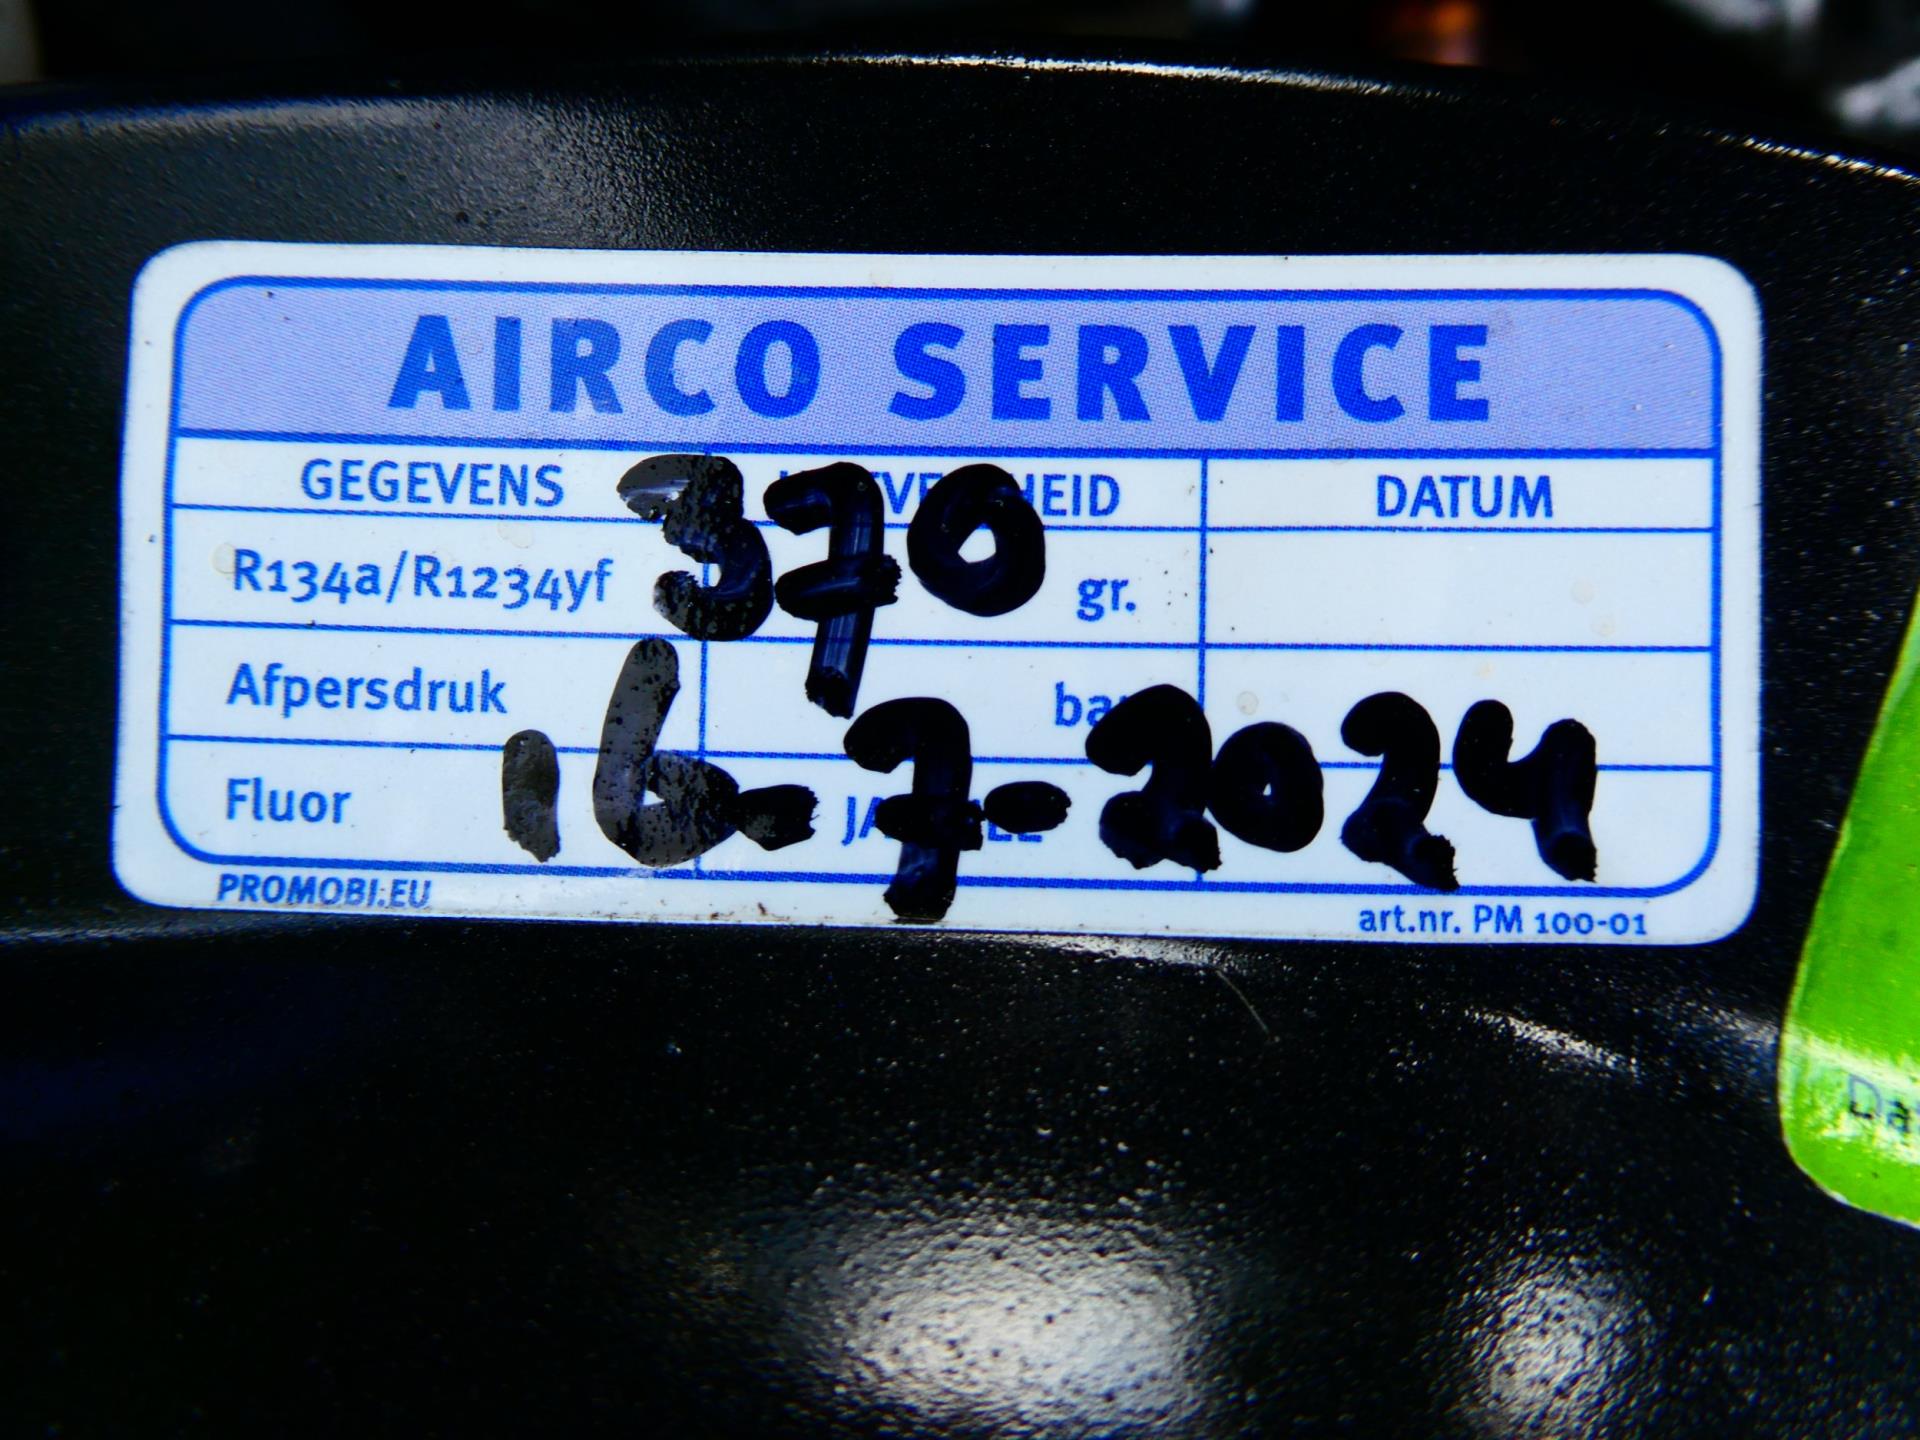 AIRCO SERVICE
GEGEVENS DATUM
R134a/R1234yf 370 gr.
Afpersdruk
Fluor 16-7-2024
PROMOBI.EU art.nr. PM 100-01
Da